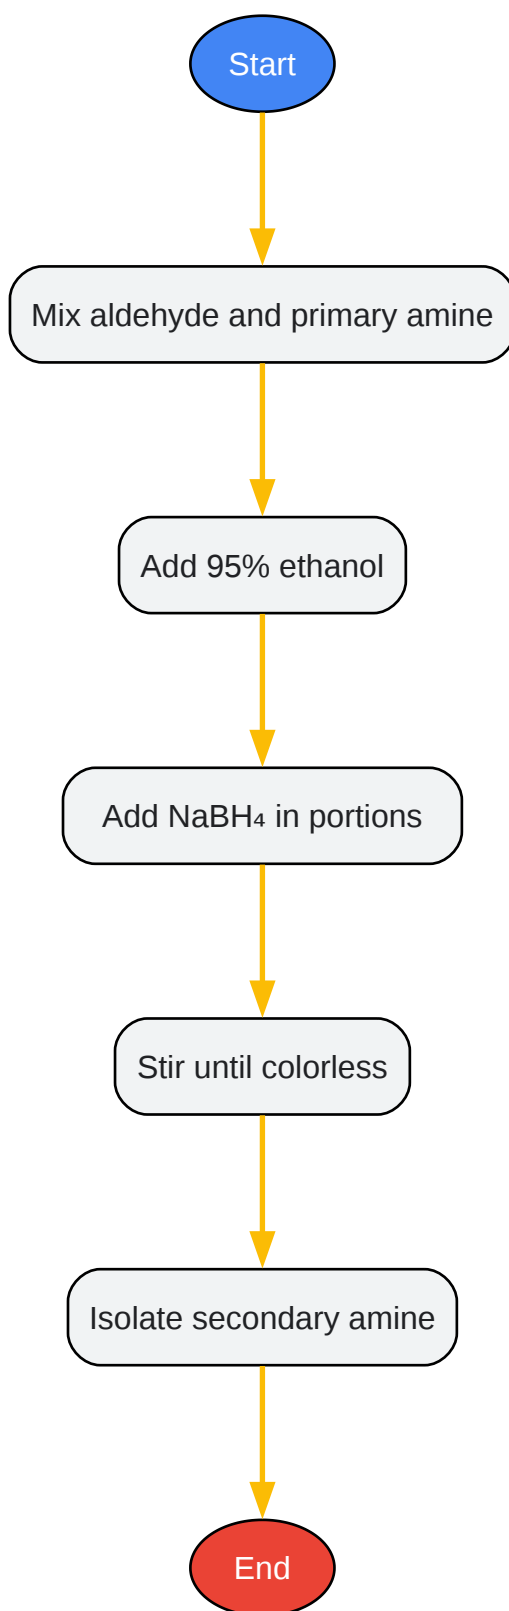 Start
Mix aldehyde and primary amine
Add 95% ethanol
Add NaBH₄ in portions
Stir until colorless
Isolate secondary amine
End